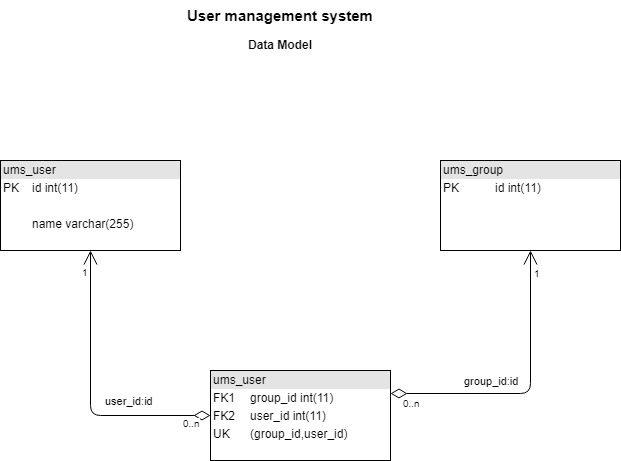 User management system
Data Model
ums_user
PK id int(11)
name varchar(255)
ums_group
PK id int(11)
1
1
user_id:id
0..n
ums_user
FK1 group_id int(11)
FK2 user_id int(11)
UK (group_id,user_id)
group_id:id
0..n